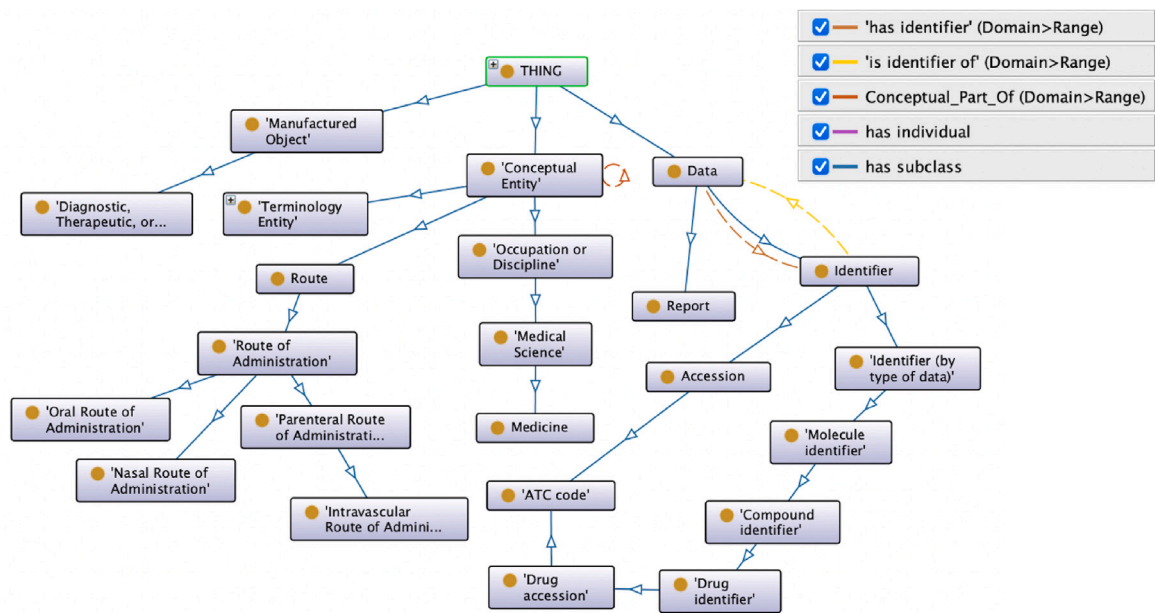 'has identifier' (Domain>Range)
'is identifier of' (Domain>Range)
Conceptual_Part_Of (Domain>Range)
has individual
has subclass
THING
'Manufactured
Object'
'Conceptual
Entity'
Data
'Diagnostic,
Therapeutic, or...
'Terminology
Entity'
'Occupation or
Discipline'
Identifier
Route
Report
'Route of
Administration'
'Medical
Science'
Accession
'Identifier (by
type of data)'
'Oral Route of
Administration'
'Parenteral Route
of Administrati...
Medicine
'Molecule
identifier'
'Nasal Route of
Administration'
'Intravascular
Route of Admini...
'ATC code'
'Compound
identifier'
'Drug
accession'
'Drug
identifier'